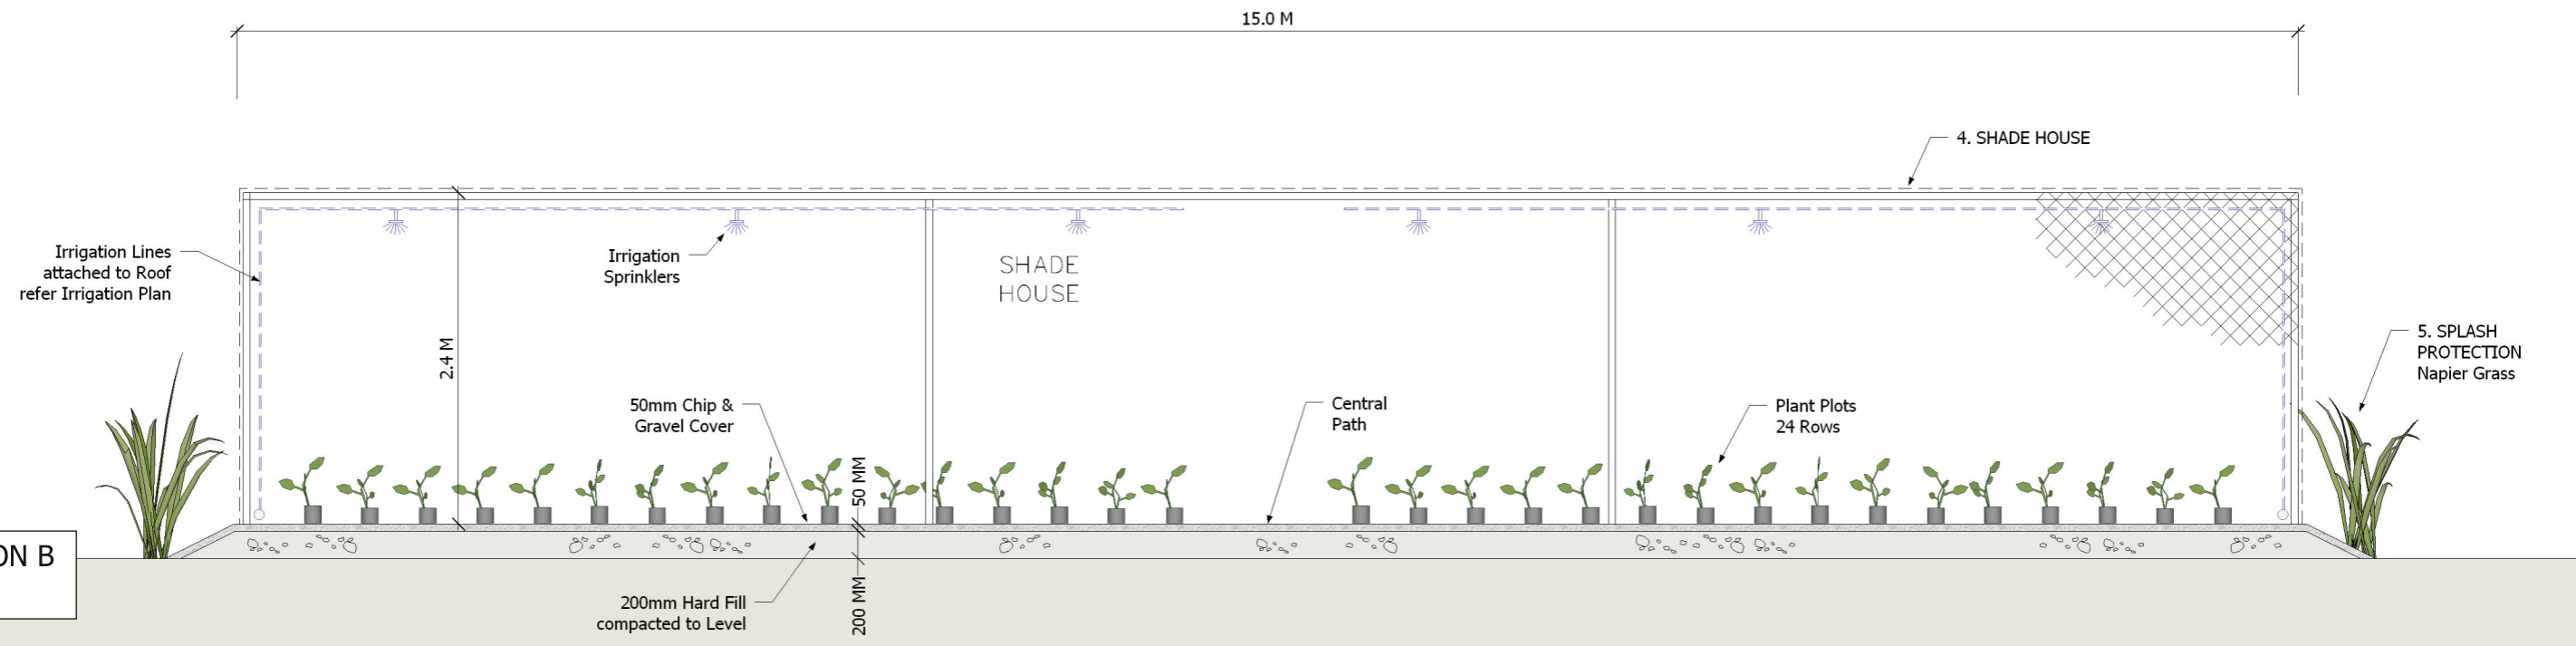 15.0 M
4. SHADE HOUSE
Irrigation Lines
attached to Roof
refer Irrigation Plan
Irrigation
Sprinklers
SHADE
HOUSE
2.4 M
5. SPLASH
PROTECTION
Napier Grass
50mm Chip &
Gravel Cover
Central
Path
Plant Plots
24 Rows
50 MM
ON B
200mm Hard Fill
compacted to Level
200 MM